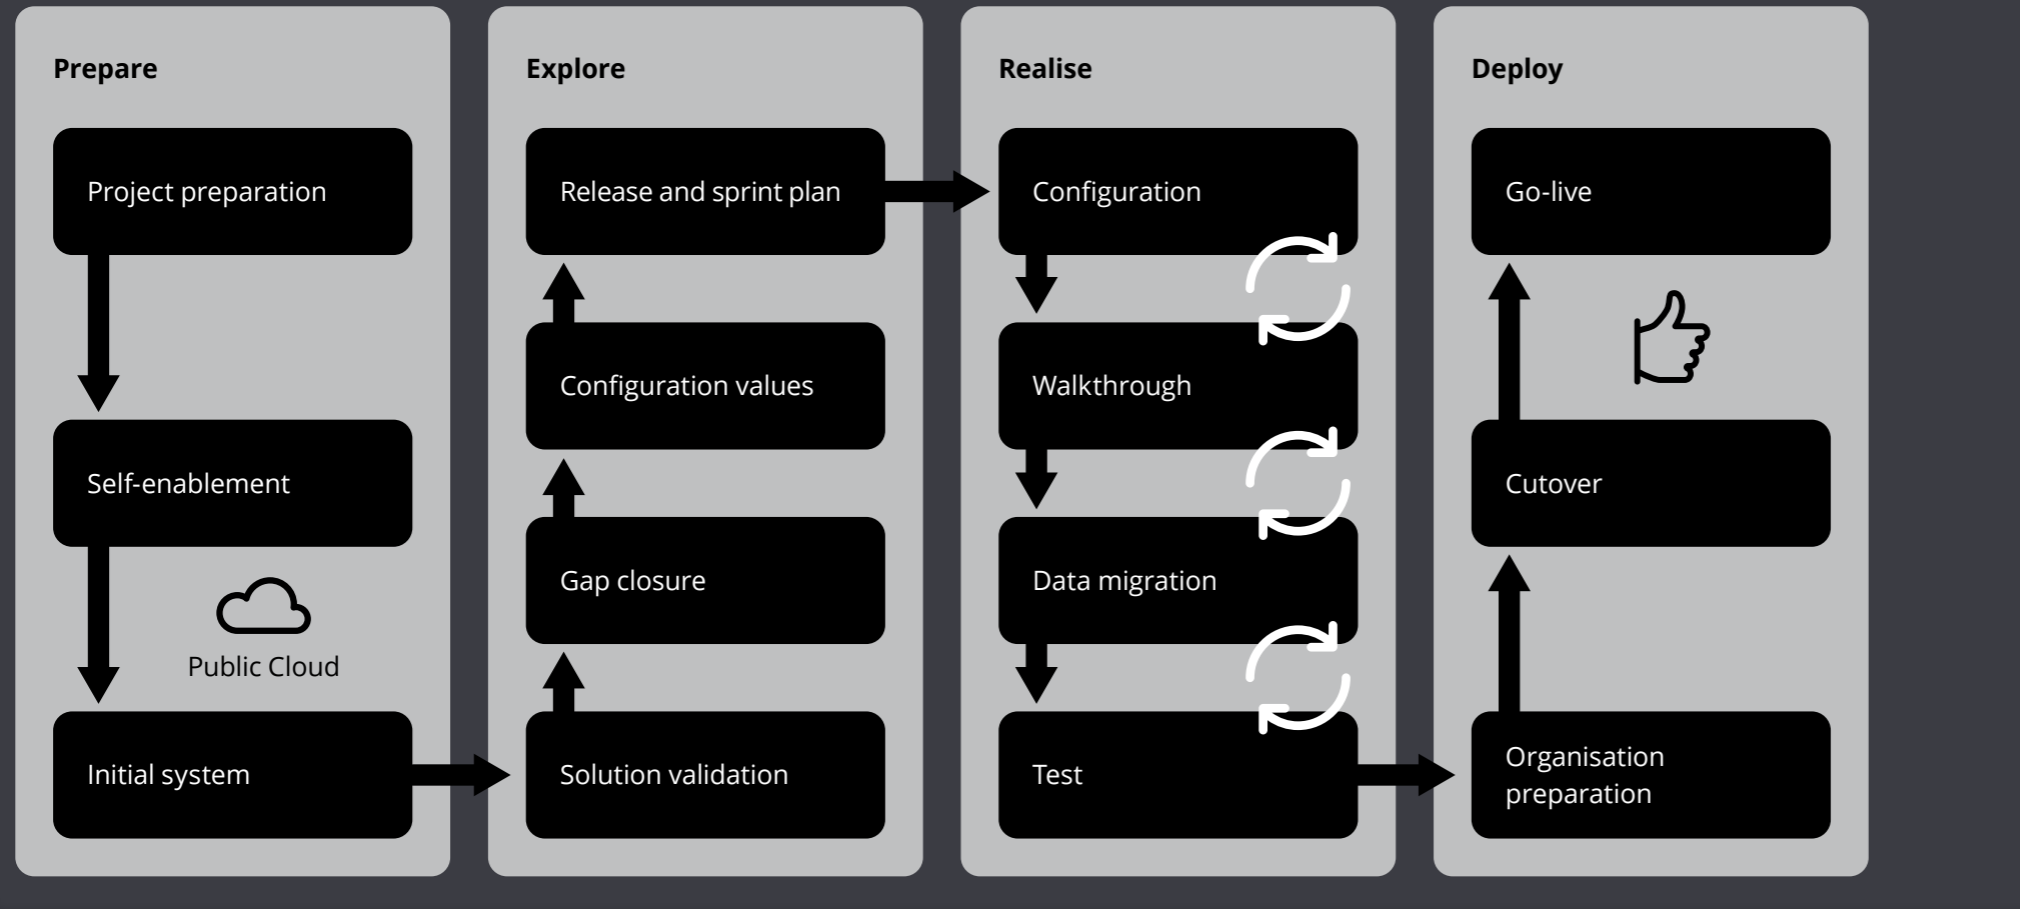 Prepare
Project preparation
Self-enablement
Public Cloud
Initial system
Explore
Release and sprint plan
Configuration values
Gap closure
Solution validation
Realise
Configuration
Walkthrough
Data migration
Test
Deploy
Go-live
Cutover
Organisation
preparation